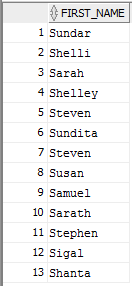 FIRST_NAME
1 Sundar
2 Shelli
3 Sarah
4 Shelley
5 Steven
6 Sundita
7 Steven
8 Susan
9 Samuel
10 Sarath
11 Stephen
12 Sigal
13 Shanta